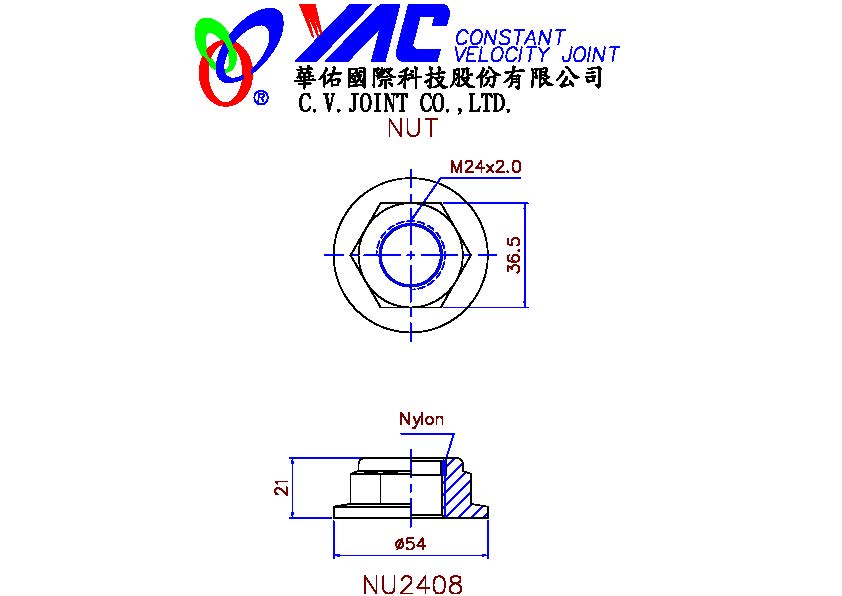 YAC CONSTANT
VELOCITY JOINT
華佑國際科技股份有限公司
® C.V.JOINT CO.,LTD.
NUT
M24x2.0
36.5
Nylon
21
ø54
NU2408